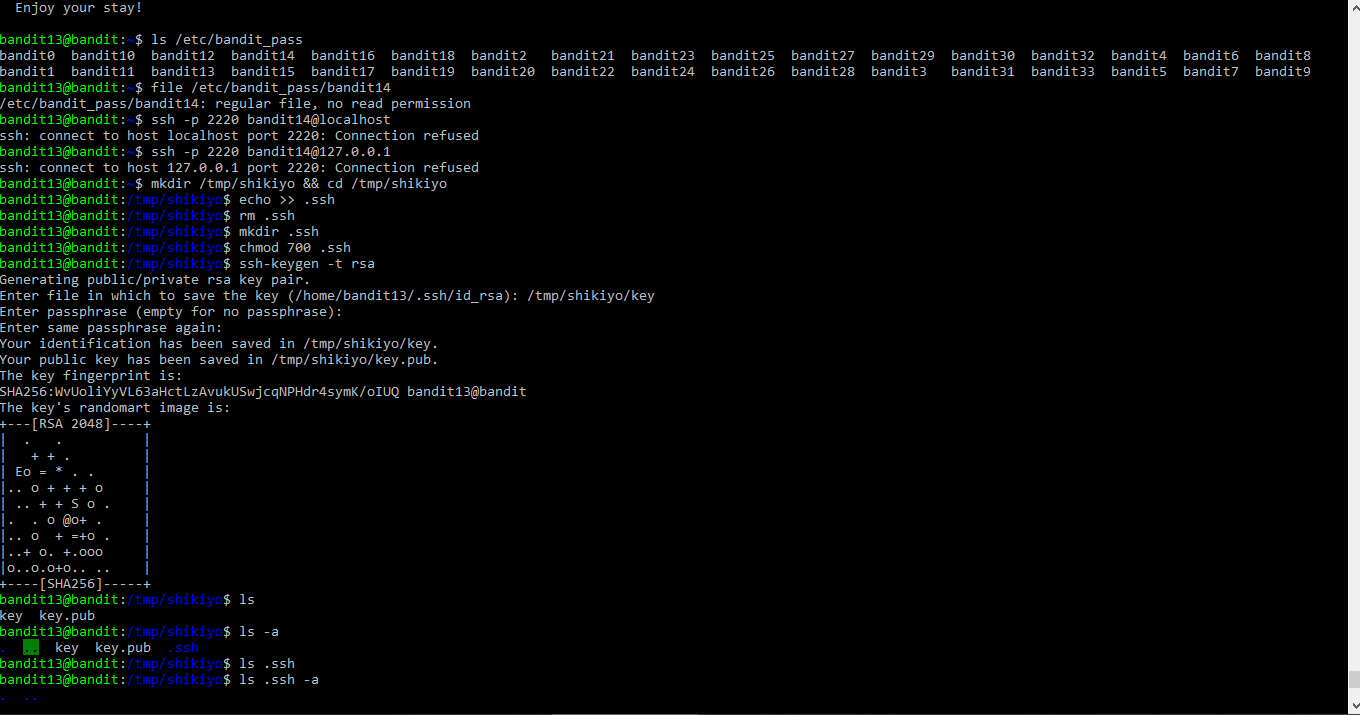 Enjoy your stay!

bandit13@bandit:~$ ls /etc/bandit_pass
bandit0  bandit10  bandit12  bandit14  bandit16  bandit18  bandit2   bandit21  bandit23  bandit25  bandit27  bandit29  bandit30  bandit32  bandit4  bandit6  bandit8
bandit1  bandit11  bandit13  bandit15  bandit17  bandit19  bandit20  bandit22  bandit24  bandit26  bandit28  bandit3   bandit31  bandit33  bandit5  bandit7  bandit9
bandit13@bandit:~$ file /etc/bandit_pass/bandit14
/etc/bandit_pass/bandit14: regular file, no read permission
bandit13@bandit:~$ ssh -p 2220 bandit14@localhost
ssh: connect to host localhost port 2220: Connection refused
bandit13@bandit:~$ ssh -p 2220 bandit14@127.0.0.1
ssh: connect to host 127.0.0.1 port 2220: Connection refused
bandit13@bandit:~$ mkdir /tmp/shikiyo && cd /tmp/shikiyo
bandit13@bandit:/tmp/shikiyo$ echo >> .ssh
bandit13@bandit:/tmp/shikiyo$ rm .ssh
bandit13@bandit:/tmp/shikiyo$ mkdir .ssh
bandit13@bandit:/tmp/shikiyo$ chmod 700 .ssh
bandit13@bandit:/tmp/shikiyo$ ssh-keygen -t rsa
Generating public/private rsa key pair.
Enter file in which to save the key (/home/bandit13/.ssh/id_rsa): /tmp/shikiyo/key
Enter passphrase (empty for no passphrase):
Enter same passphrase again:
Your identification has been saved in /tmp/shikiyo/key.
Your public key has been saved in /tmp/shikiyo/key.pub.
The key fingerprint is:
SHA256:WvUoliYyVL63aHctLzAvukUSwjcqNPHdr4symK/oIUQ bandit13@bandit
The key's randomart image is:
+---[RSA 2048]----+
|  .   .          |
|   + + .         |
| Eo = * . .      |
|.. o + + + o     |
| .. + + S o .    |
|.  . o @o+ .     |
|.. o  + =+o .    |
|..+ o. +.ooo     |
|o..o.o+o.. ..    |
+----[SHA256]-----+
bandit13@bandit:/tmp/shikiyo$ ls
key  key.pub
bandit13@bandit:/tmp/shikiyo$ ls -a
.  ..  key  key.pub  .ssh
bandit13@bandit:/tmp/shikiyo$ ls .ssh
bandit13@bandit:/tmp/shikiyo$ ls .ssh -a
.  ..